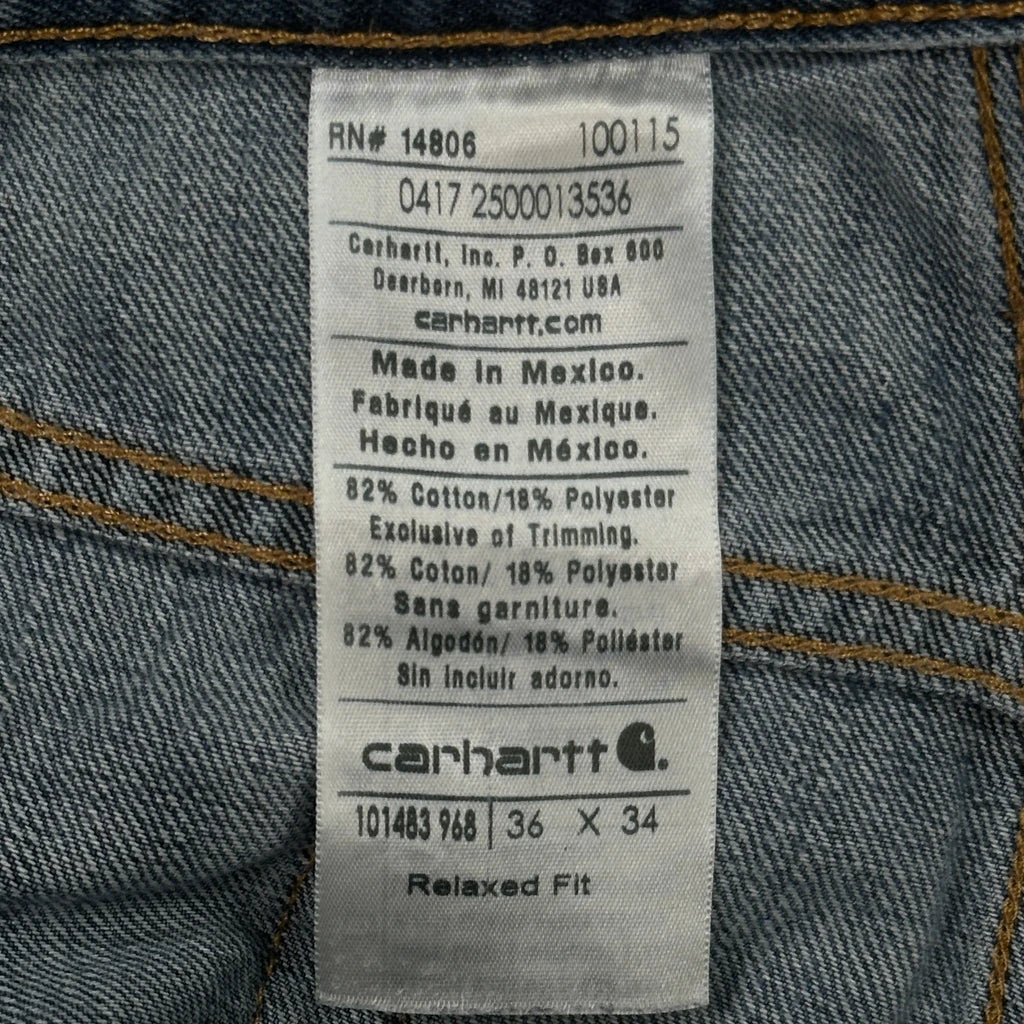 RN# 14806 100115
0417 2500013536
Carhartt, Inc. P. O. Box 600
Dearborn, MI 48121 USA
carhartt.com
Made in Mexico.
Fabriqué au Mexique.
Hecho en México.
82% Cotton/18% Polyester
Exclusive of Trimming.
82% Coton/ 18% Polyester
Sans garniture.
82% Algodón/ 18% Poliéster
Sin incluir adorno.
carhartt
101483 968 36 X 34
Relaxed Fit